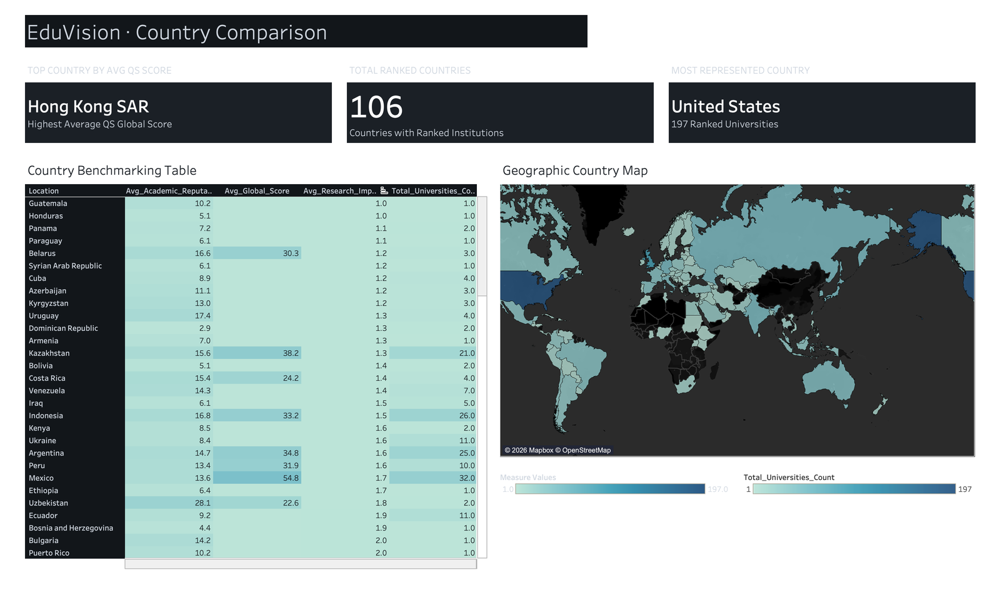 EduVision · Country Comparison
TOP COUNTRY BY AVG QS SCORE
Hong Kong SAR
Highest Average QS Global Score
TOTAL RANKED COUNTRIES
106
Countries with Ranked Institutions
MOST REPRESENTED COUNTRY
United States
197 Ranked Universities
Country Benchmarking Table
Location Avg_Academic_Reputa.. Avg_Global_Score Avg_Research_Imp.. Total_Universities_Co..
Guatemala 10.2 1.0 1.0
Honduras 5.1 1.0 1.0
Panama 7.2 1.1 2.0
Paraguay 6.1 1.1 1.0
Belarus 16.6 30.3 1.2 3.0
Syrian Arab Republic 6.1 1.2 1.0
Cuba 8.9 1.2 4.0
Azerbaijan 11.1 1.2 3.0
Kyrgyzstan 13.0 1.2 3.0
Uruguay 17.4 1.3 4.0
Dominican Republic 2.9 1.3 2.0
Armenia 7.0 1.3 1.0
Kazakhstan 15.6 38.2 1.3 21.0
Bolivia 5.1 1.4 2.0
Costa Rica 15.4 24.2 1.4 4.0
Venezuela 14.3 1.4 7.0
Iraq 6.1 1.5 5.0
Indonesia 16.8 33.2 1.5 26.0
Kenya 8.5 1.6 2.0
Ukraine 8.4 1.6 11.0
Argentina 14.7 34.8 1.6 25.0
Peru 13.4 31.9 1.6 10.0
Mexico 13.6 54.8 1.7 32.0
Ethiopia 6.4 1.7 1.0
Uzbekistan 28.1 22.6 1.8 2.0
Ecuador 9.2 1.9 11.0
Bosnia and Herzegovina 4.4 1.9 1.0
Bulgaria 14.2 2.0 1.0
Puerto Rico 10.2 2.0 1.0
Geographic Country Map
© 2026 Mapbox © OpenStreetMap
Measure Values
1.0 197.0
Total_Universities_Count
1 197